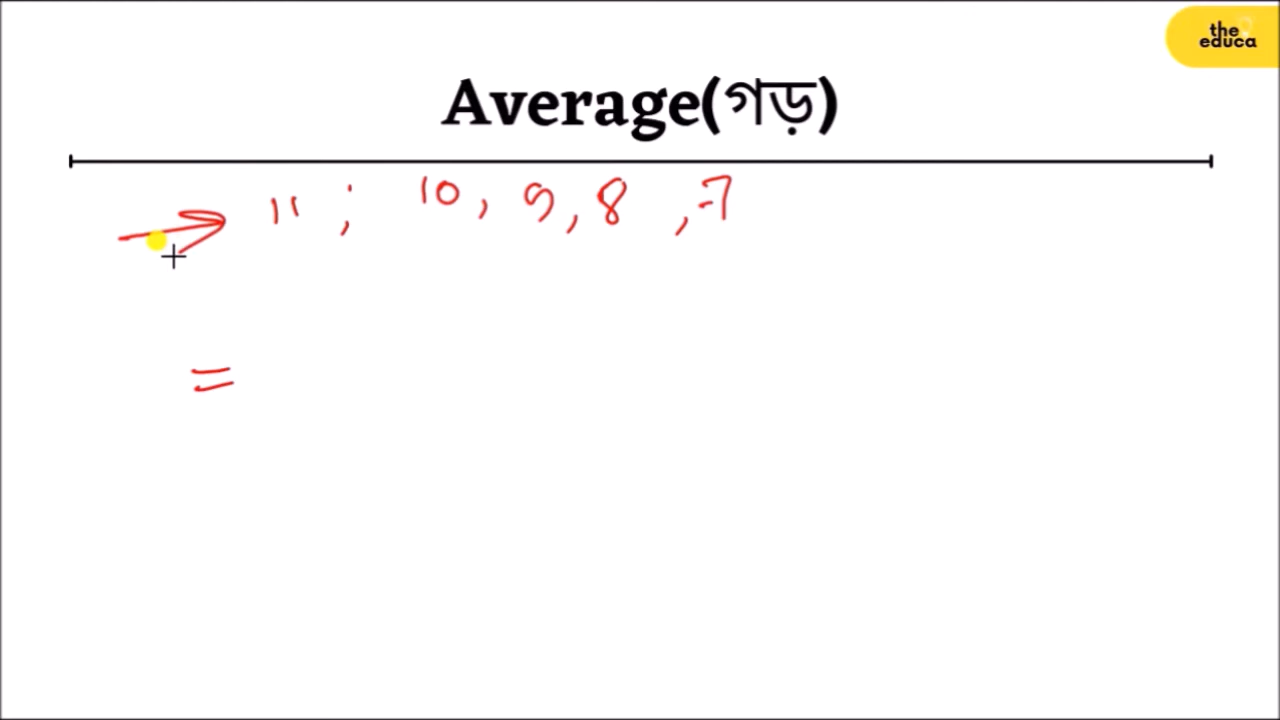 the
educa
Average(গড়)
11 ; 10, 9, 8 , 7
=